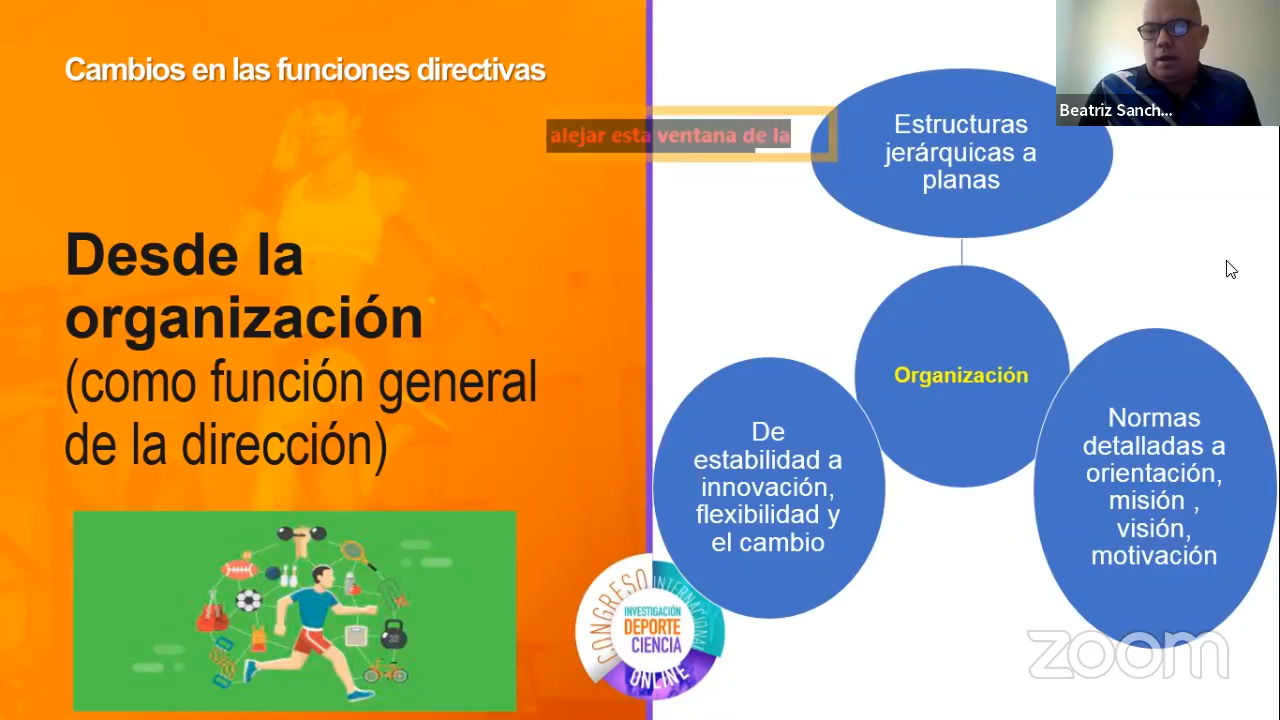 Cambios en las funciones directivas
alejar esta ventana de la
Desde la
organización
(como función general
de la dirección)
Estructuras
jerárquicas a
planas
Organización
De
estabilidad a
innovación,
flexibilidad y
el cambio
Normas
detalladas a
orientación,
misión ,
visión,
motivación
Beatriz Sanch...
CONGRESO INTERNACIONAL
INVESTIGACIÓN
DEPORTE
CIENCIA
ONLINE
22
zoom